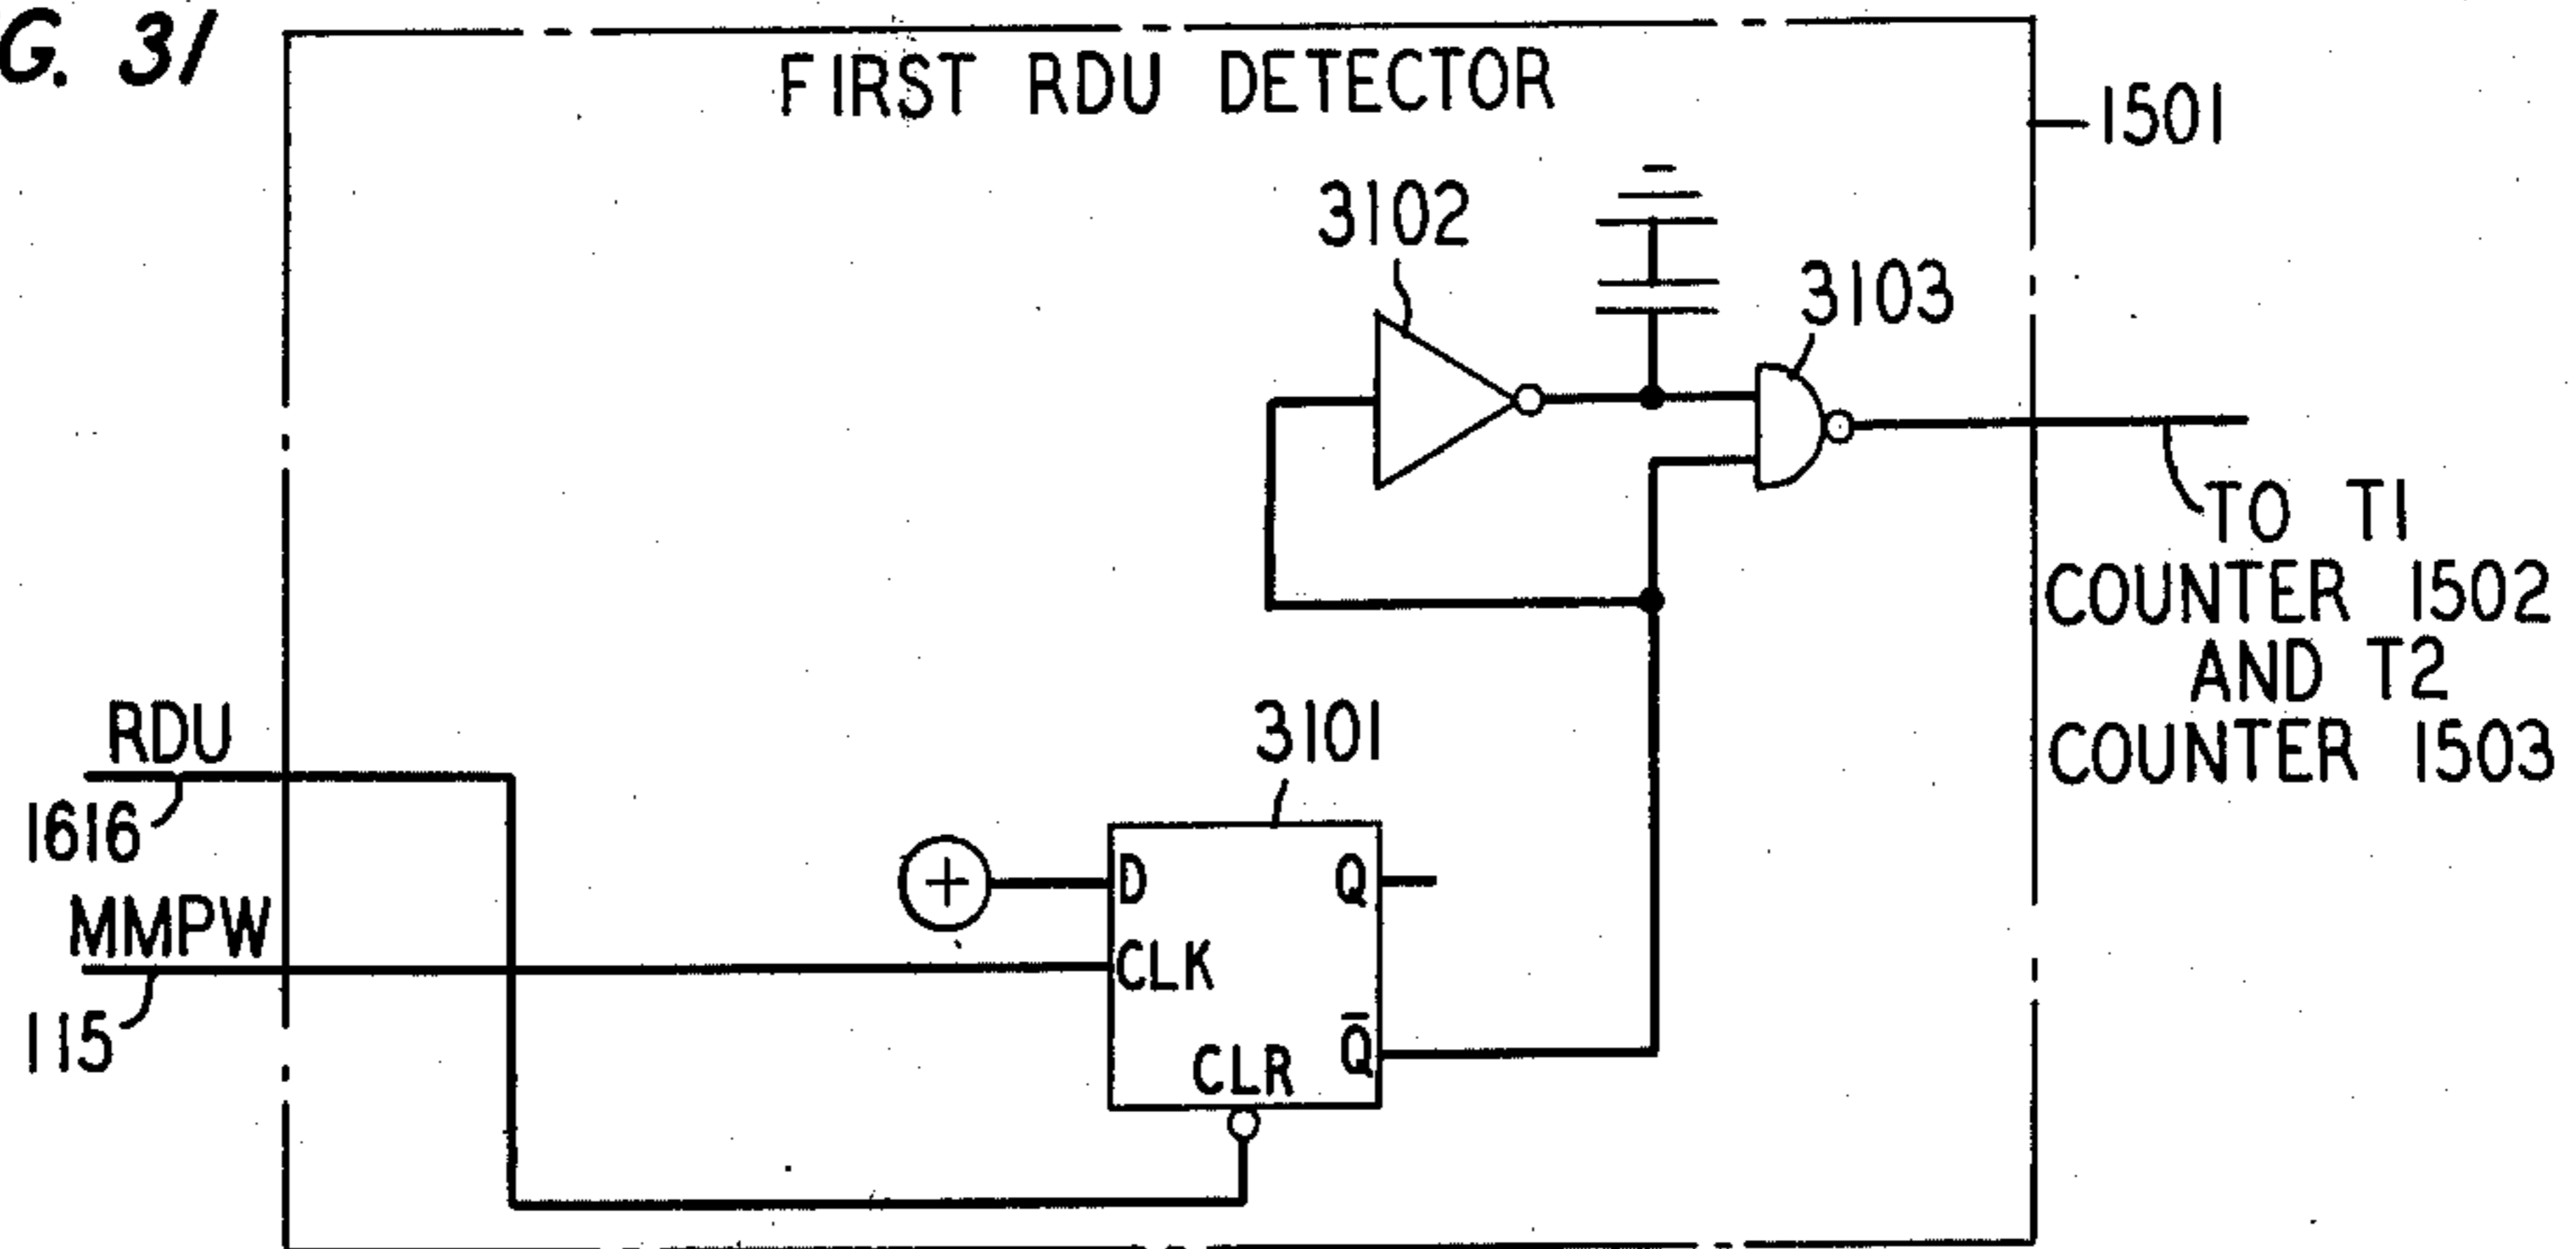 G. 31
FIRST RDU DETECTOR
1501
3102
3103
TO T1
COUNTER 1502
AND T2
COUNTER 1503
RDU
1616
MMPW
115
3101
+
D
Q
CLK
CLR
Q̅